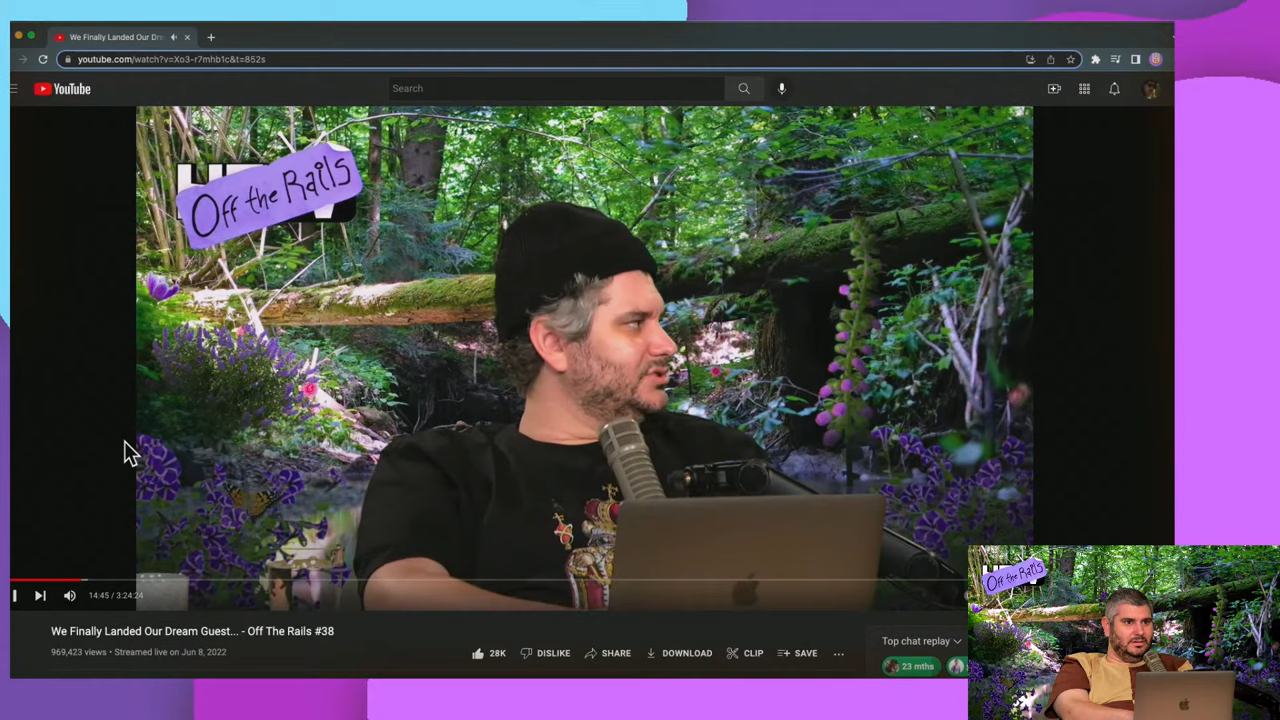 We Finally Landed Our Dre
youtube.com/watch?v=Xo3-r7mhb1c&t=852s
YouTube
Search
Off the Rails
14:45 / 3:24:24
We Finally Landed Our Dream Guest... - Off The Rails #38
969,423 views • Streamed live on Jun 8, 2022
28K
DISLIKE
SHARE
DOWNLOAD
CLIP
SAVE
Top chat replay
23 mths
Off the Rails